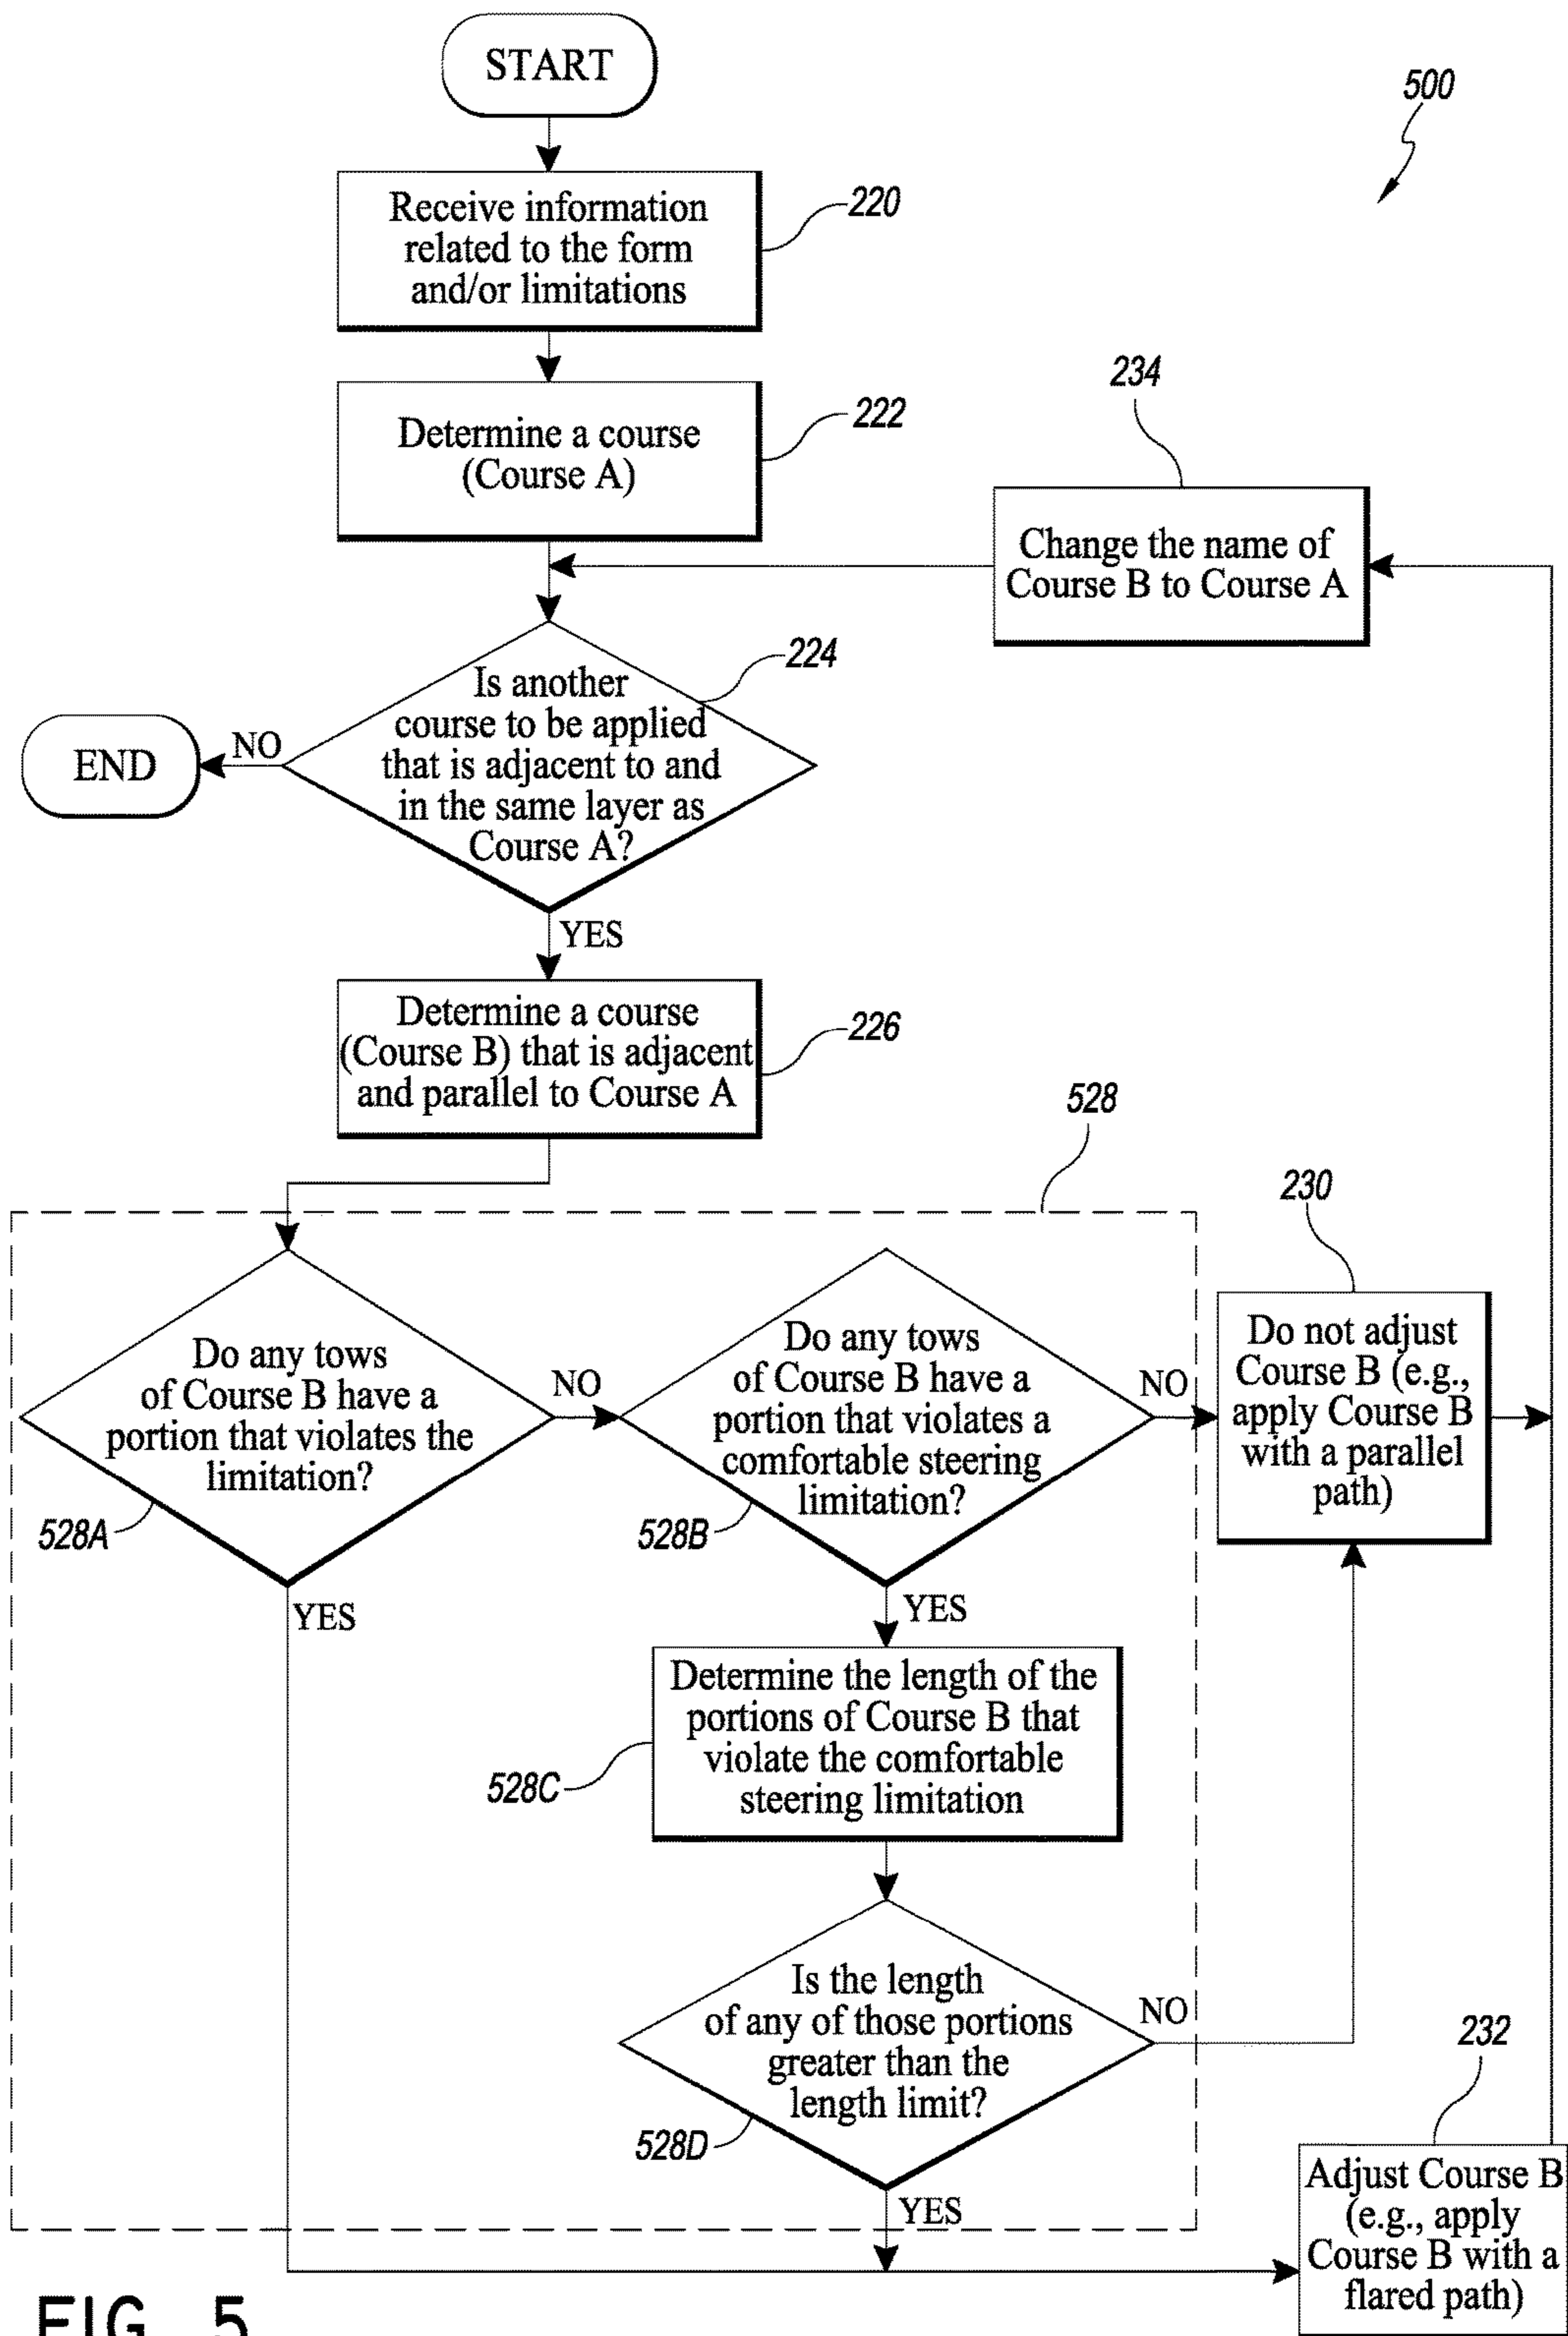 START
500
Receive information
related to the form
and/or limitations
220
Determine a course
(Course A)
222
234
Change the name of
Course B to Course A
224
Is another
course to be applied
that is adjacent to and
in the same layer as
Course A?
NO
END
YES
Determine a course
(Course B) that is adjacent
and parallel to Course A
226
528
230
Do any tows
of Course B have a
portion that violates the
limitation?
528A
NO
YES
Do any tows
of Course B have a
portion that violates a
comfortable steering
limitation?
528B
NO
YES
Do not adjust
Course B (e.g.,
apply Course B
with a parallel
path)
Determine the length of the
portions of Course B that
violate the comfortable
steering limitation
528C
Is the length
of any of those portions
greater than the
length limit?
528D
NO
YES
232
Adjust Course B
(e.g., apply
Course B with a
flared path)
FIG. 5